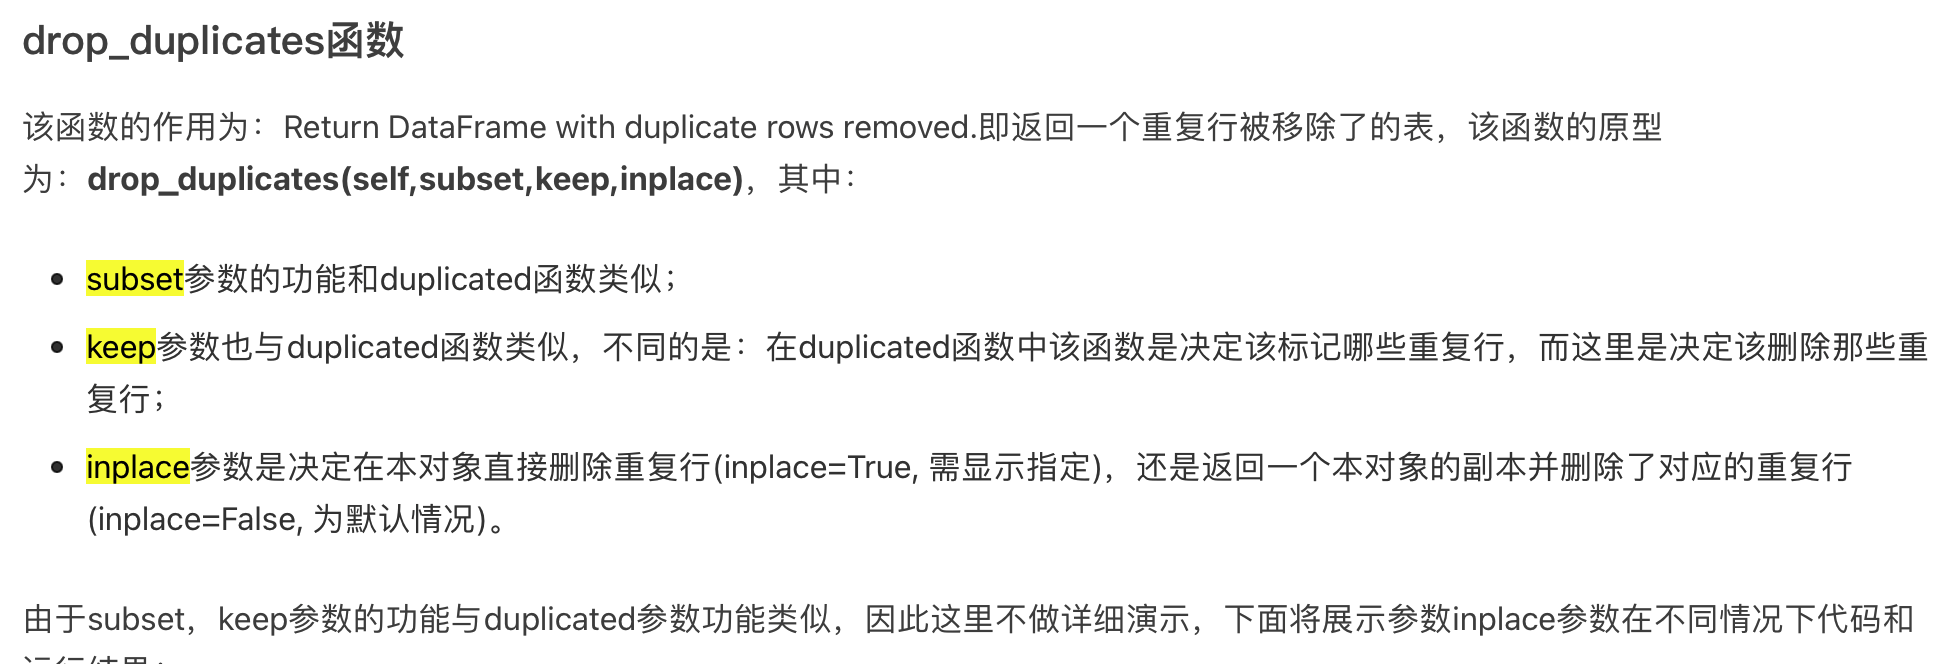 drop_duplicates函数
该函数的作用为：Return DataFrame with duplicate rows removed.即返回一个重复行被移除了的表，该函数的原型
为：drop_duplicates(self,subset,keep,inplace)，其中：
subset参数的功能和duplicated函数类似；
keep参数也与duplicated函数类似，不同的是：在duplicated函数中该函数是决定该标记哪些重复行，而这里是决定该删除那些重
复行；
inplace参数是决定在本对象直接删除重复行(inplace=True, 需显示指定)，还是返回一个本对象的副本并删除了对应的重复行
(inplace=False, 为默认情况)。
由于subset，keep参数的功能与duplicated参数功能类似，因此这里不做详细演示，下面将展示参数inplace参数在不同情况下代码和